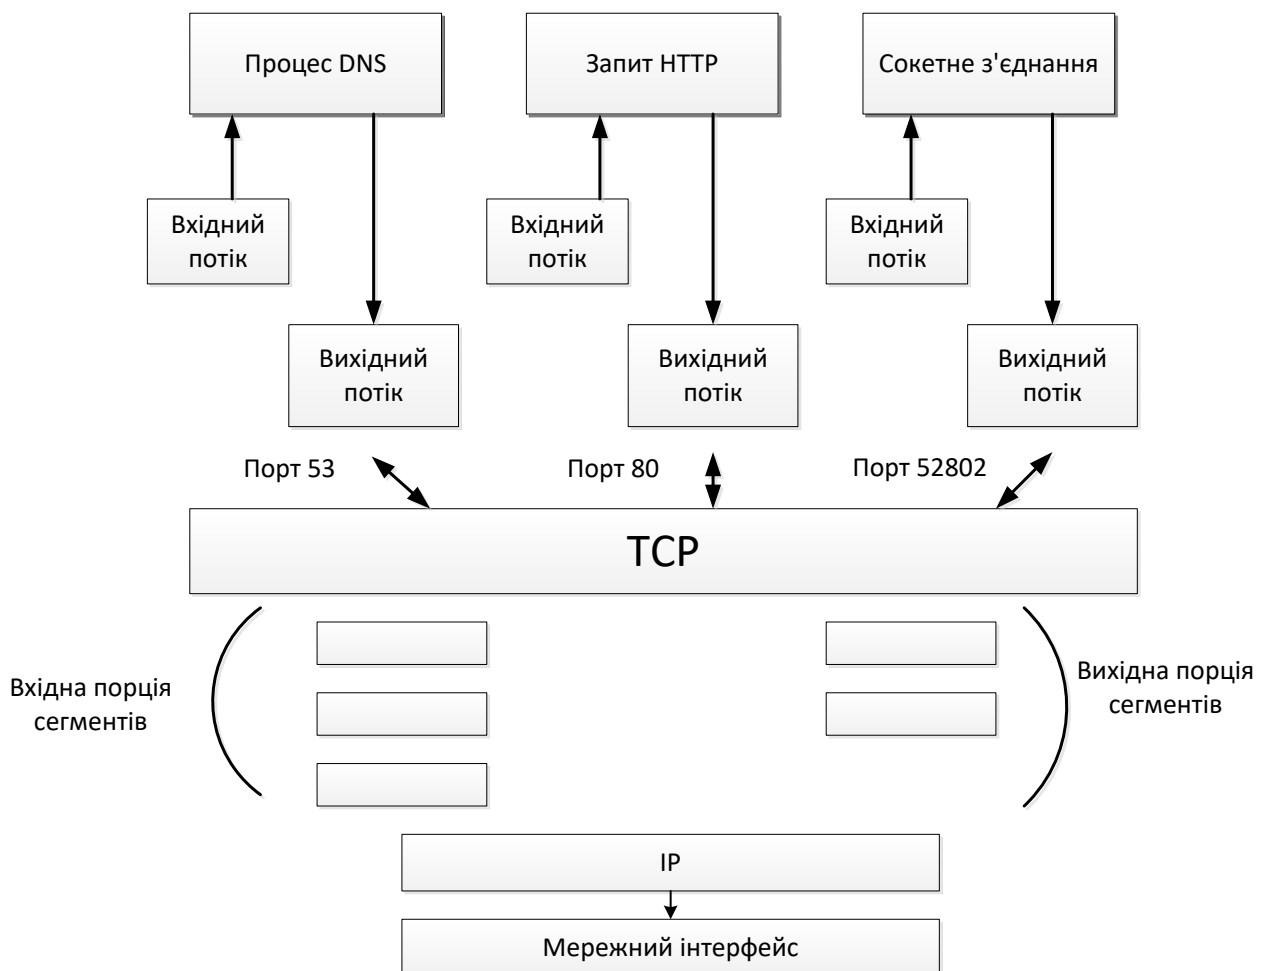 Процес DNS
Запит HTTP
Сокетне з'єднання
Вхідний
потік
Вхідний
потік
Вхідний
потік
Вихідний
потік
Вихідний
потік
Вихідний
потік
Порт 53
Порт 80
Порт 52802
TCP
Вхідна порція
сегментів
Вихідна порція
сегментів
IP
Мережний інтерфейс